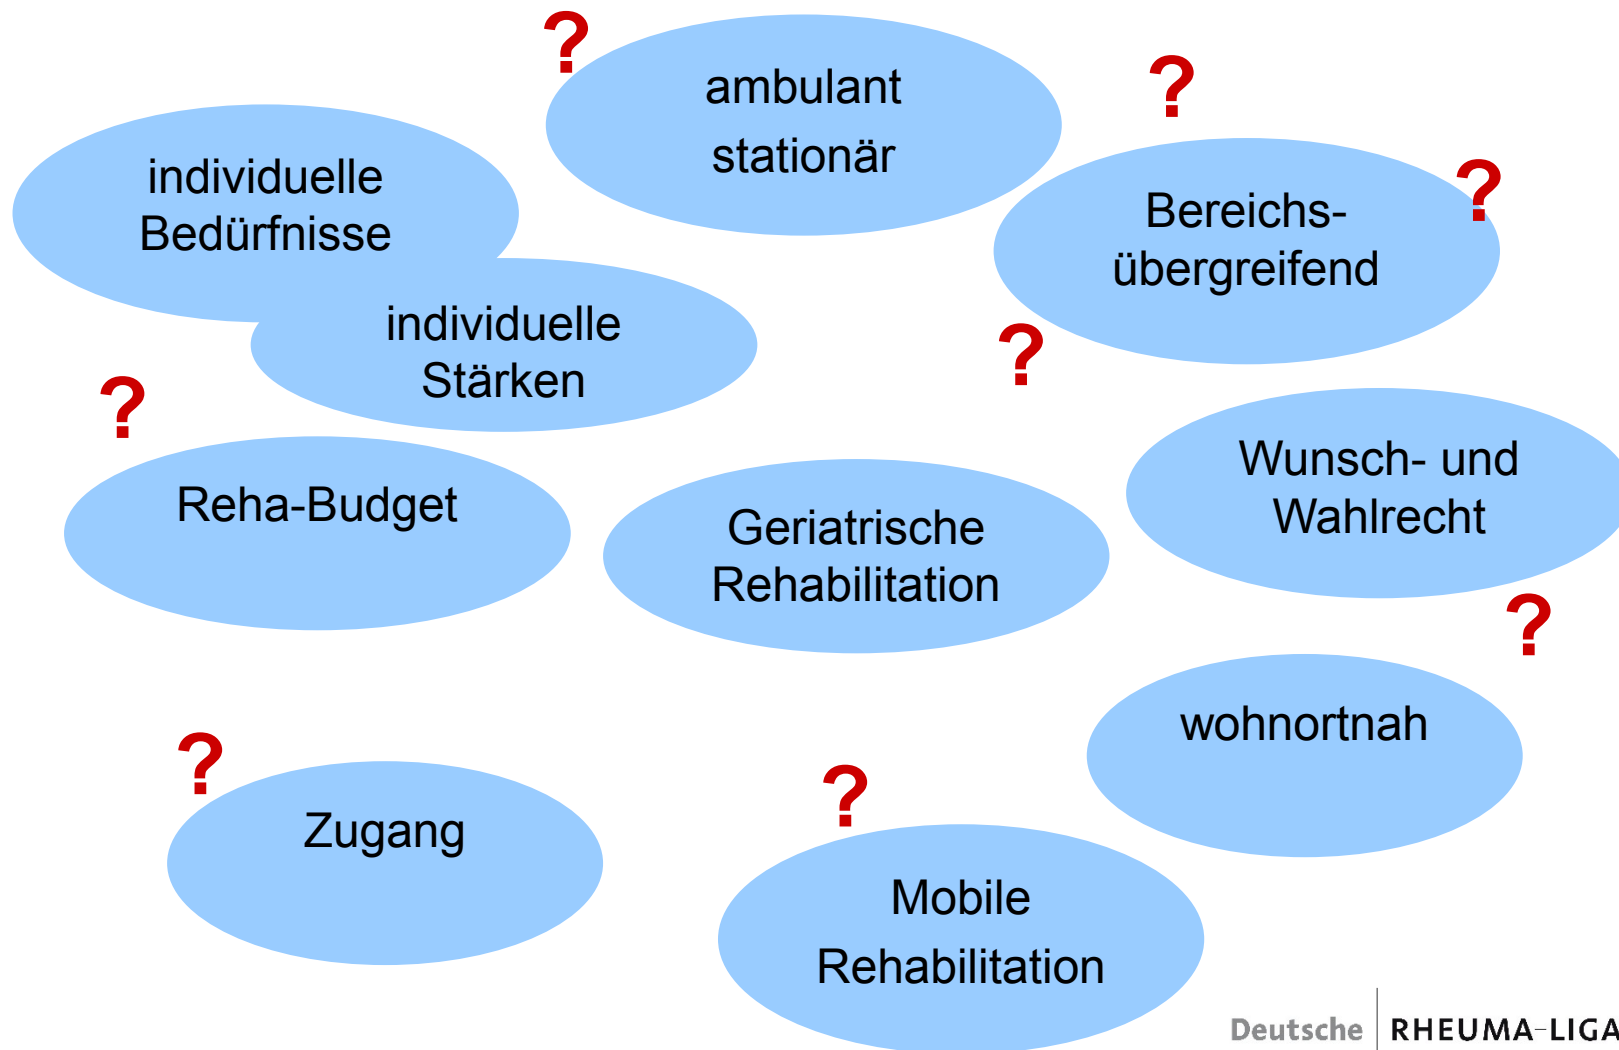 ?
ambulant
stationär
?
individuelle
Bedürfnisse
?
Bereichs-
übergreifend
individuelle
Stärken
?
?
Reha-Budget
Geriatrische
Rehabilitation
Wunsch- und
Wahlrecht
?
wohnortnah
?
Zugang
?
Mobile
Rehabilitation
Deutsche RHEUMA-LIGA